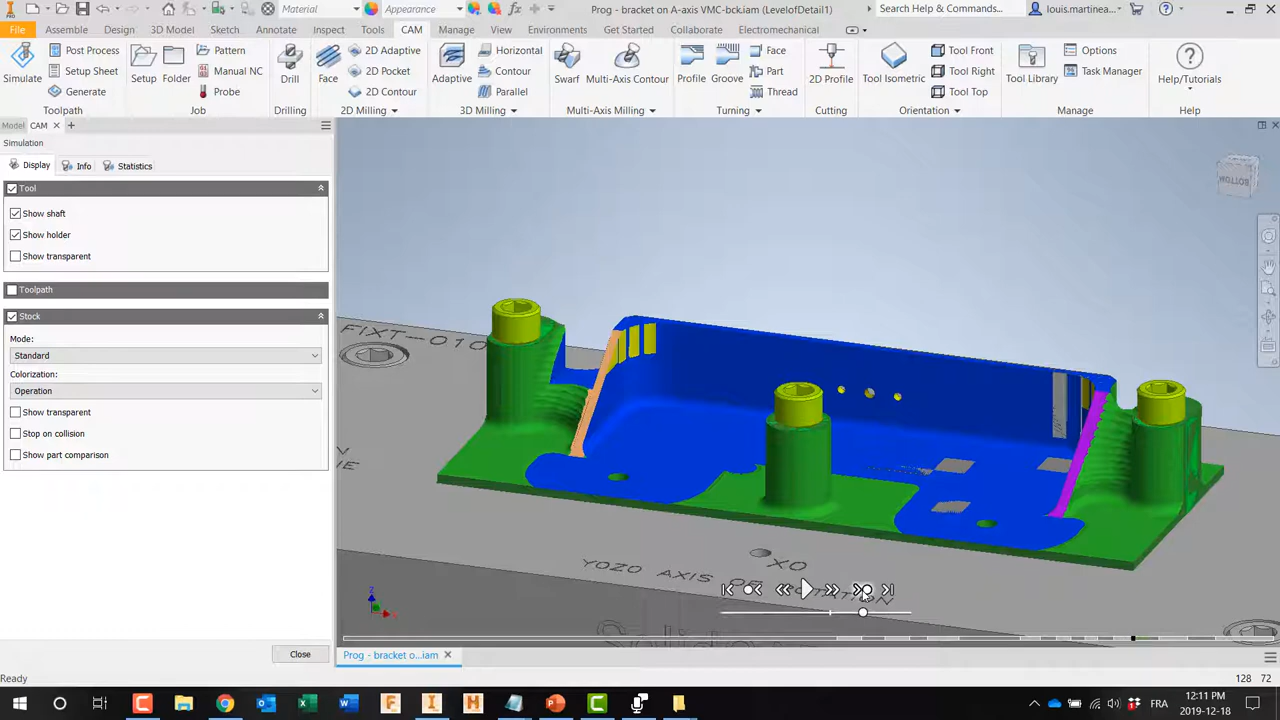 Material
Appearance
Prog - bracket on A-axis VMC-bck.iam (LevelofDetail1)
Search Help & Commands...
louis.martinea...
File
Assemble
Design
3D Model
Sketch
Annotate
Inspect
Tools
CAM
Manage
View
Environments
Get Started
Collaborate
Electromechanical
Simulate
Post Process
Setup Sheet
Generate
Toolpath
Setup
Folder
Pattern
Manual NC
Probe
Job
Drill
Drilling
Face
2D Adaptive
2D Pocket
2D Contour
2D Milling
Adaptive
Horizontal
Contour
Parallel
3D Milling
Swarf
Multi-Axis Contour
Multi-Axis Milling
Profile
Groove
Face
Part
Thread
Turning
2D Profile
Cutting
Tool Isometric
Tool Front
Tool Right
Tool Top
Orientation
Tool Library
Options
Task Manager
Manage
Help/Tutorials
Help
Model
CAM
Simulation
Display
Info
Statistics
Tool
Show shaft
Show holder
Show transparent
Toolpath
Stock
Mode:
Standard
Colorization:
Operation
Show transparent
Stop on collision
Show part comparison
Close
BOTTOM
FIXT-010
X0
YOZO AXIS OF ROTATION
Prog - bracket o...iam
Ready
128 72
FR
12:11 PM
2019-12-18